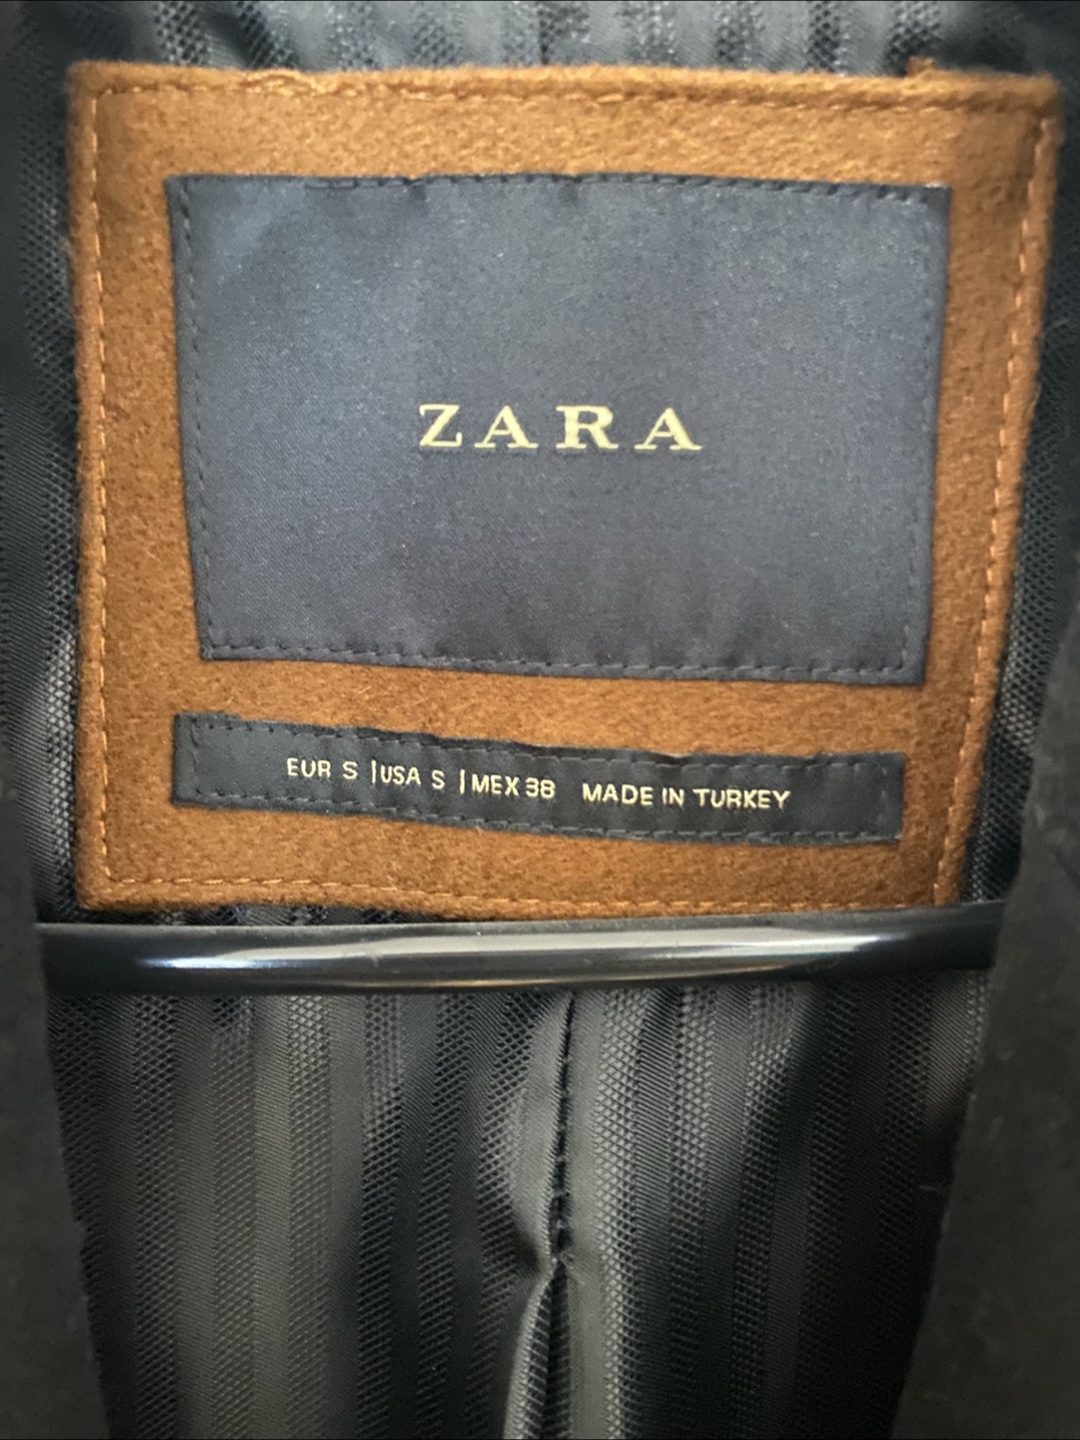 ZARA
EUR S | USA S | MEX 38 MADE IN TURKEY